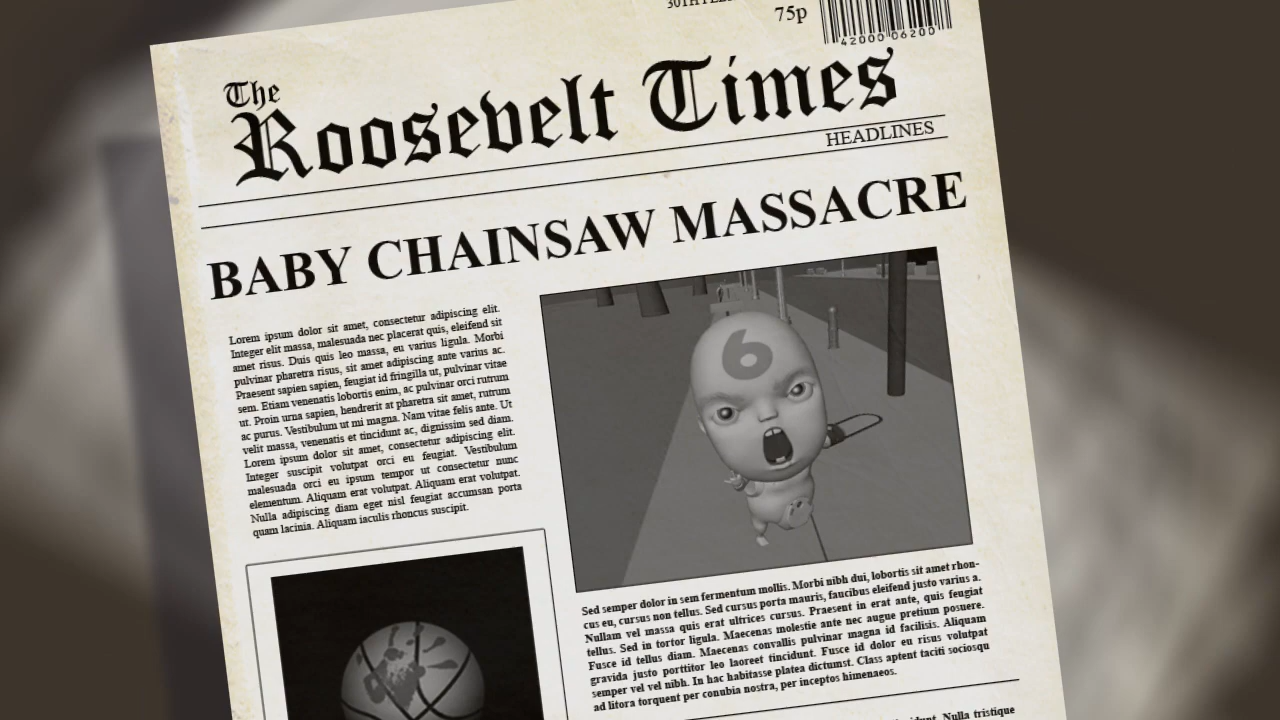 75p
42000 06200
The
Roosevelt Times
HEADLINES
BABY CHAINSAW MASSACRE
Lorem ipsum dolor sit amet, consectetur adipiscing elit.
Integer elit massa, malesuada nec placerat quis, eleifend sit
amet risus. Duis quis leo massa, eu varius ligula. Morbi
pulvinar pharetra risus, sit amet adipiscing ante varius ac.
Praesent sapien sapien, feugiat id fringilla ut, pulvinar vitae
sem. Etiam venenatis lobortis enim, ac pulvinar orci rutrum
ut. Proin urna sapien, hendrerit at pharetra sit amet, rutrum
ac purus. Vestibulum ut mi magna. Nam vitae felis ante. Ut
velit massa, venenatis et tincidunt ac, dignissim sed diam.
Lorem ipsum dolor sit amet, consectetur adipiscing elit.
Integer suscipit volutpat orci eu feugiat. Vestibulum
malesuada orci eu ipsum tempor ut consectetur nunc
elementum. Aliquam erat volutpat. Aliquam erat volutpat.
Nulla adipiscing diam eget nisl feugiat accumsan porta
quam lacinia. Aliquam iaculis rhoncus suscipit.
6
Sed semper dolor in sem fermentum mollis. Morbi nibh dui, lobortis sit amet rhon-
cus eu, cursus non tellus. Sed cursus porta mauris, faucibus eleifend justo varius a.
Nullam vel massa quis erat ultrices cursus. Praesent in erat ante, quis feugiat
tellus. Sed in tortor ligula. Maecenas molestie ante nec augue pretium posuere.
Fusce id tellus diam. Maecenas convallis pulvinar magna id facilisis. Aliquam
gravida justo porttitor leo laoreet tincidunt. Fusce id dolor eu risus volutpat
semper vel vel nibh. In hac habitasse platea dictumst. Class aptent taciti sociosqu
ad litora torquent per conubia nostra, per inceptos himenaeos.
Nulla tristique